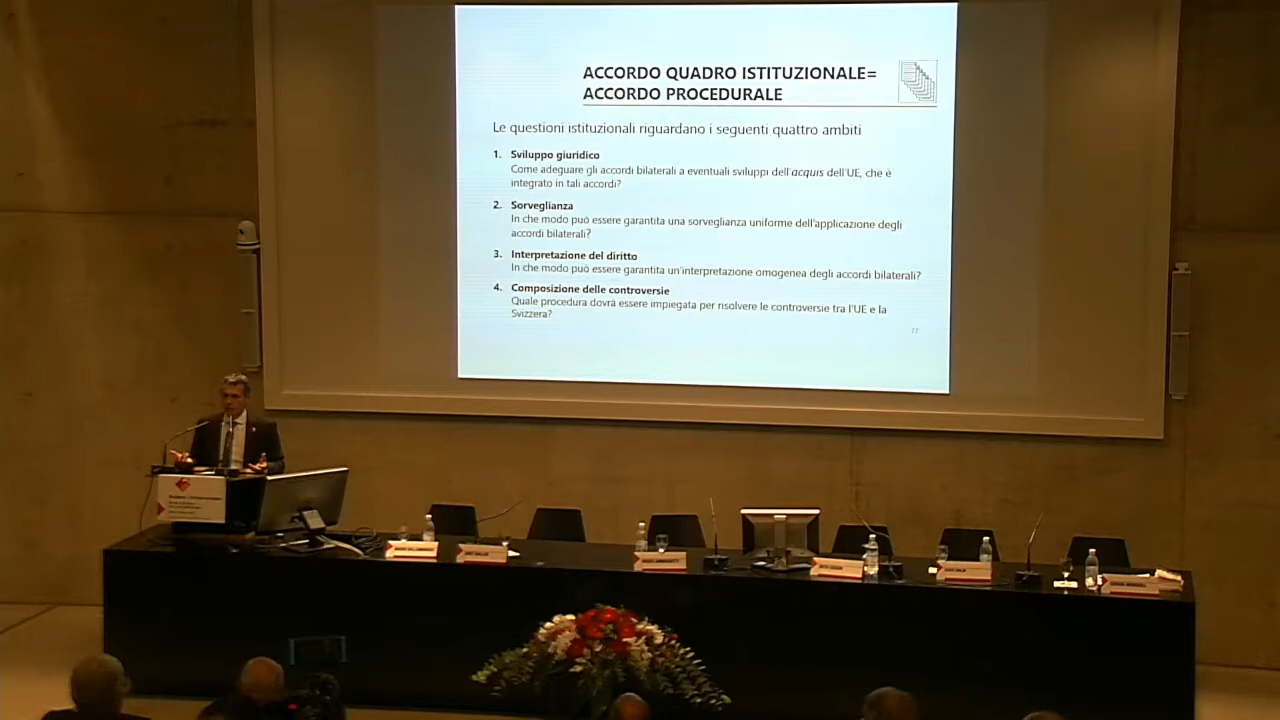 ACCORDO QUADRO ISTITUZIONALE=
ACCORDO PROCEDURALE
Le questioni istituzionali riguardano i seguenti quattro ambiti
1. Sviluppo giuridico
Come adeguare gli accordi bilaterali a eventuali sviluppi dell'acquis dell'UE, che è
integrato in tali accordi?
2. Sorveglianza
In che modo può essere garantita una sorveglianza uniforme dell'applicazione degli
accordi bilaterali?
3. Interpretazione del diritto
In che modo può essere garantita un'interpretazione omogenea degli accordi bilaterali?
4. Composizione delle controversie
Quale procedura dovrà essere impiegata per risolvere le controversie tra l'UE e la
Svizzera?